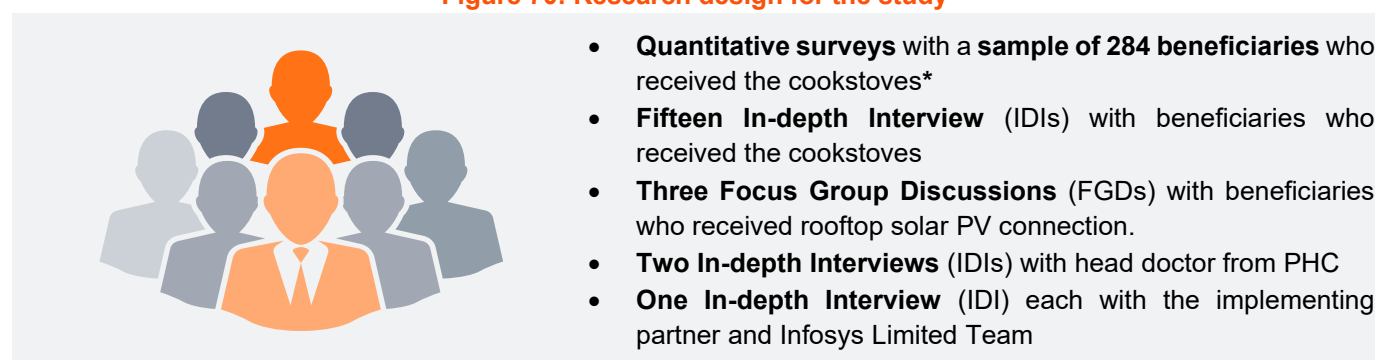 • Quantitative surveys with a sample of 284 beneficiaries who
received the cookstoves*
• Fifteen In-depth Interview (IDIs) with beneficiaries who
received the cookstoves
• Three Focus Group Discussions (FGDs) with beneficiaries
who received rooftop solar PV connection.
• Two In-depth Interviews (IDIs) with head doctor from PHC
• One In-depth Interview (IDI) each with the implementing
partner and Infosys Limited Team